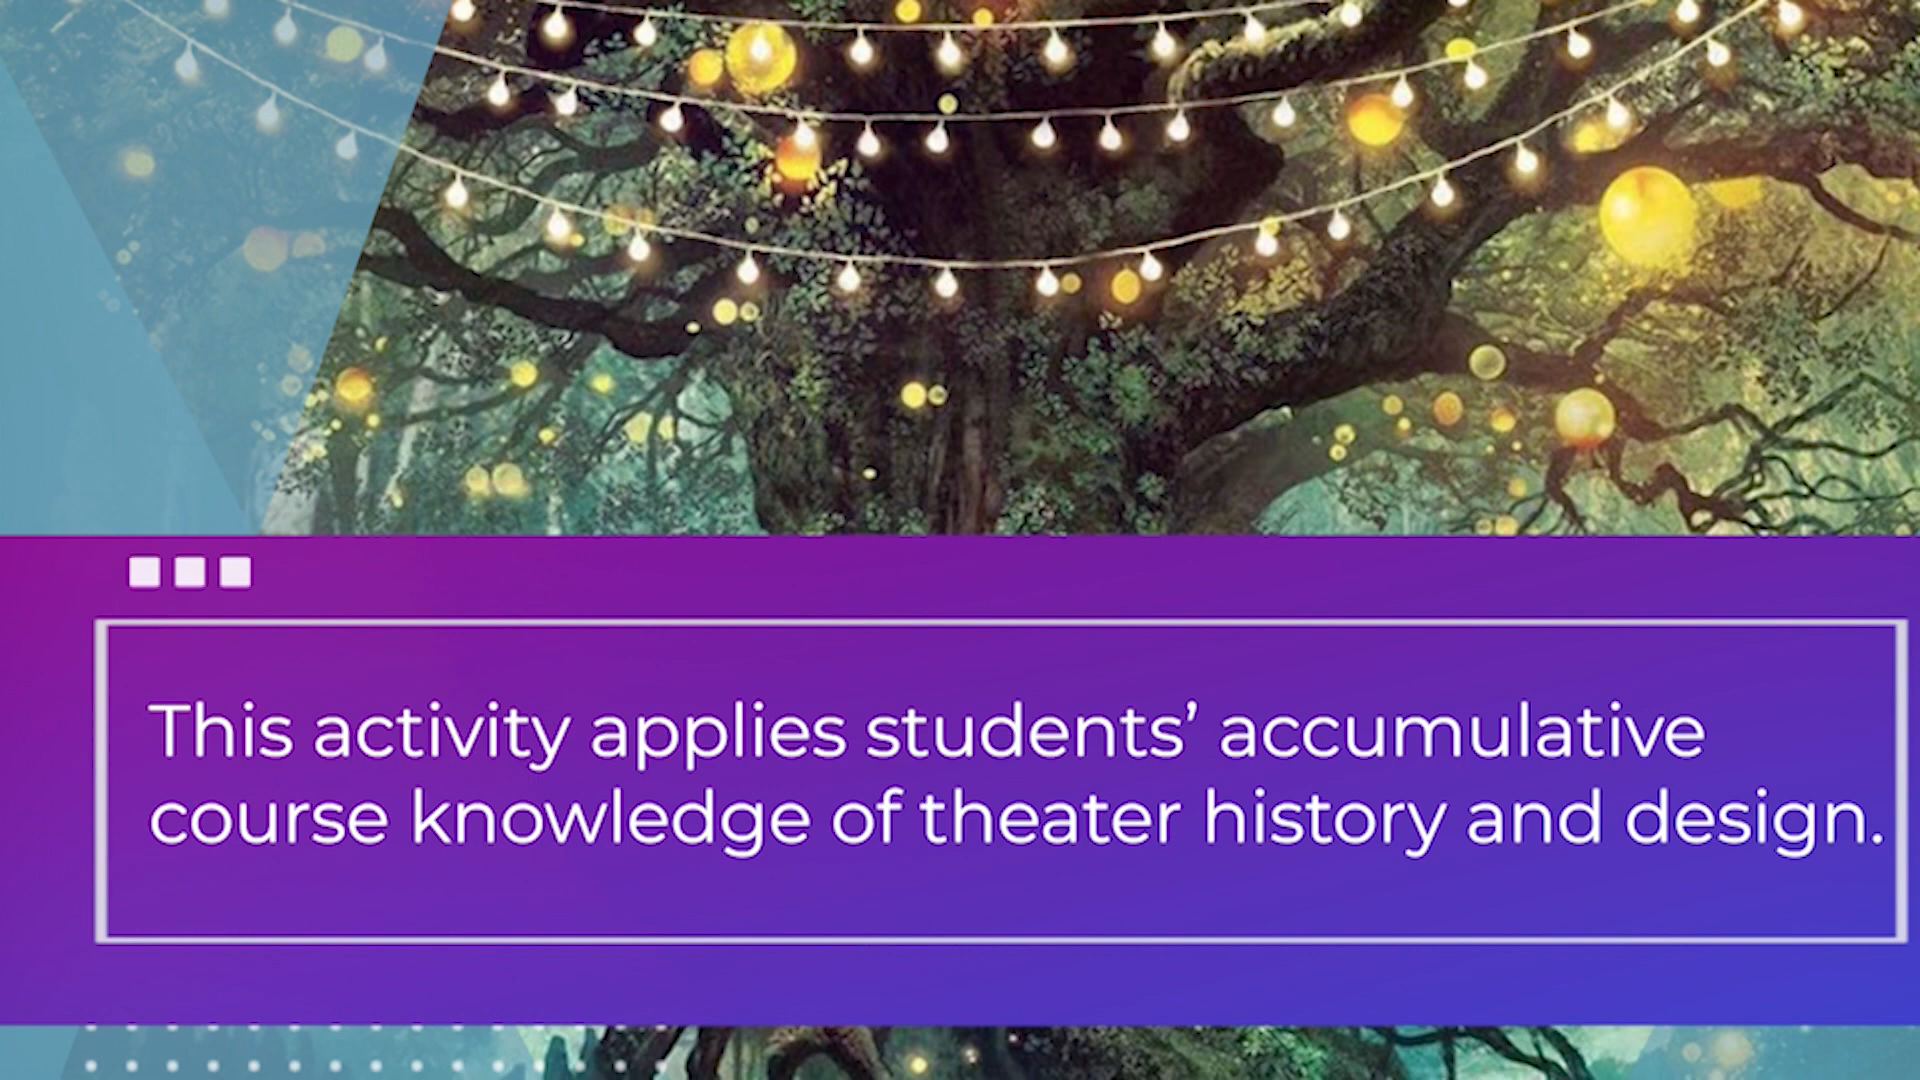 This activity applies students’ accumulative
course knowledge of theater history and design.